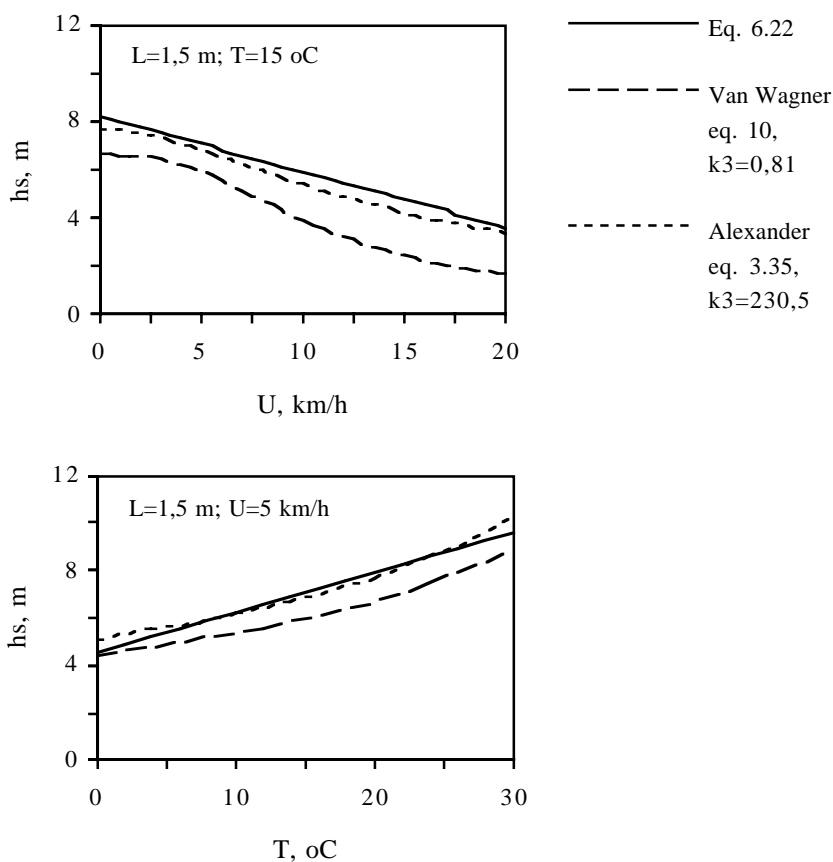 12
L=1,5 m; T=15 oC
8
hs, m
4
0
0 5 10 15 20
U, km/h
Eq. 6.22
Van Wagner
eq. 10,
k3=0,81
Alexander
eq. 3.35,
k3=230,5
12
L=1,5 m; U=5 km/h
8
hs, m
4
0
0 10 20 30
T, oC